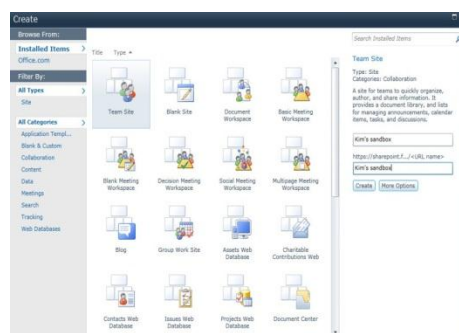 Create
Browse From:
Installed Items
Office.com
Filter By:
All Types
Site
All Categories
Application Templ...
Blank & Custom
Collaboration
Content
Data
Meetings
Search
Tracking
Web Databases
Title Type
Team Site
Blank Site
Document Workspace
Basic Meeting Workspace
Blank Meeting Workspace
Decision Meeting Workspace
Social Meeting Workspace
Multipage Meeting Workspace
Blog
Group Work Site
Assets Web Database
Charitable Contributions Web
Contacts Web Database
Issues Web Database
Projects Web Database
Document Center
Search Installed Items
Team Site
Type: Site
Categories: Collaboration
A site for teams to quickly organize,
author, and share information. It
provides a document library, and lists
for managing announcements, calendar
items, tasks, and discussions.
Kim's sandbox
https://sharepoint.f.../<URL name>
Kim's sandbox
Create More Options